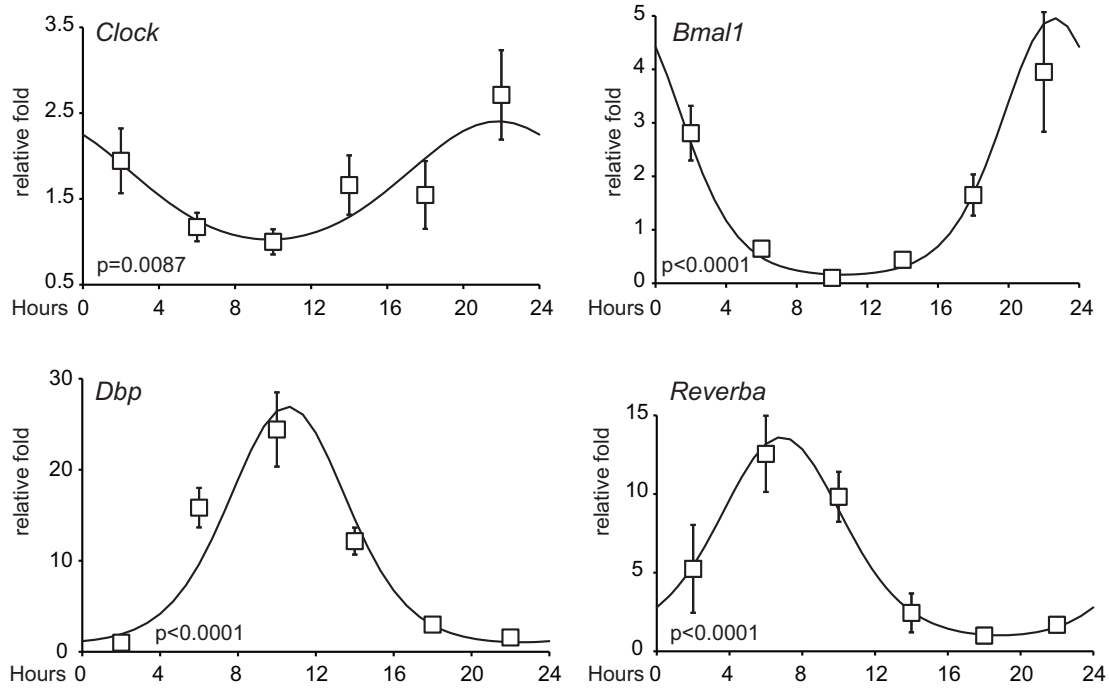 Clock
relative fold
3.5
2.5
1.5
0.5
p=0.0087
Hours 0 4 8 12 16 20 24
Bmal1
relative fold
5
4
3
2
1
0
p<0.0001
Hours 0 4 8 12 16 20 24
Dbp
relative fold
30
20
10
0
p<0.0001
Hours 0 4 8 12 16 20 24
Reverba
relative fold
15
10
5
0
p<0.0001
Hours 0 4 8 12 16 20 24